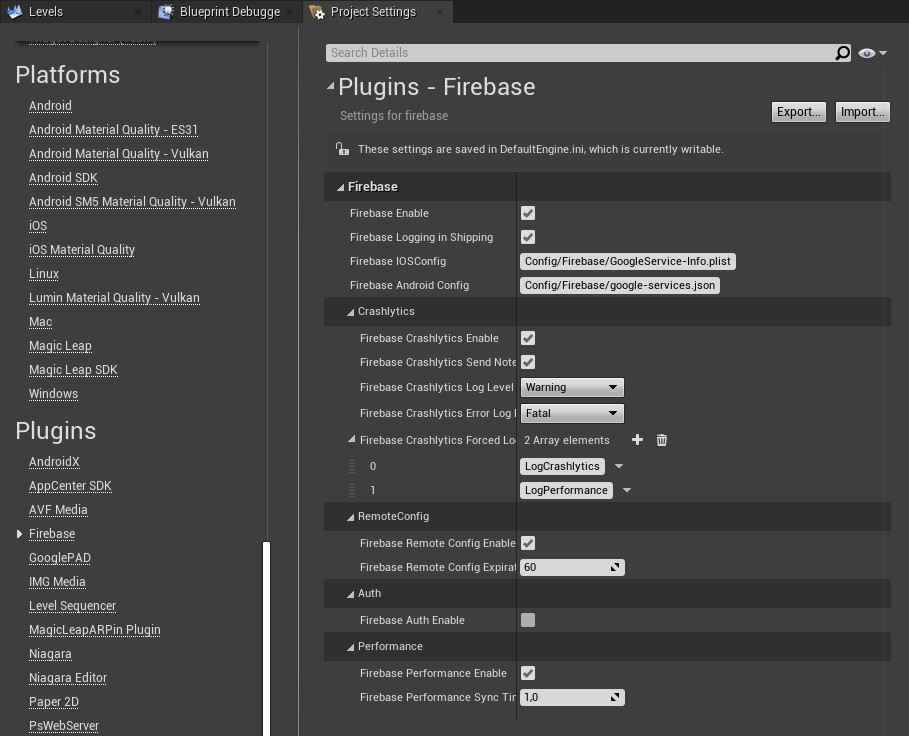 Levels
Blueprint Debugge
Project Settings
Platforms
Android
Android Material Quality - ES31
Android Material Quality - Vulkan
Android SDK
Android SM5 Material Quality - Vulkan
iOS
iOS Material Quality
Linux
Lumin Material Quality - Vulkan
Mac
Magic Leap
Magic Leap SDK
Windows
Plugins
AndroidX
AppCenter SDK
AVF Media
Firebase
GooglePAD
IMG Media
Level Sequencer
MagicLeapARPin Plugin
Niagara
Niagara Editor
Paper 2D
PsWebServer
Search Details
Plugins - Firebase
Settings for firebase
Export...
Import...
These settings are saved in DefaultEngine.ini, which is currently writable.
Firebase
Firebase Enable
Firebase Logging in Shipping
Firebase IOSConfig
Config/Firebase/GoogleService-Info.plist
Firebase Android Config
Config/Firebase/google-services.json
Crashlytics
Firebase Crashlytics Enable
Firebase Crashlytics Send Note
Firebase Crashlytics Log Level
Warning
Firebase Crashlytics Error Log
Fatal
Firebase Crashlytics Forced Lo
2 Array elements
0
LogCrashlytics
1
LogPerformance
RemoteConfig
Firebase Remote Config Enable
Firebase Remote Config Expirat
60
Auth
Firebase Auth Enable
Performance
Firebase Performance Enable
Firebase Performance Sync Tir
1,0